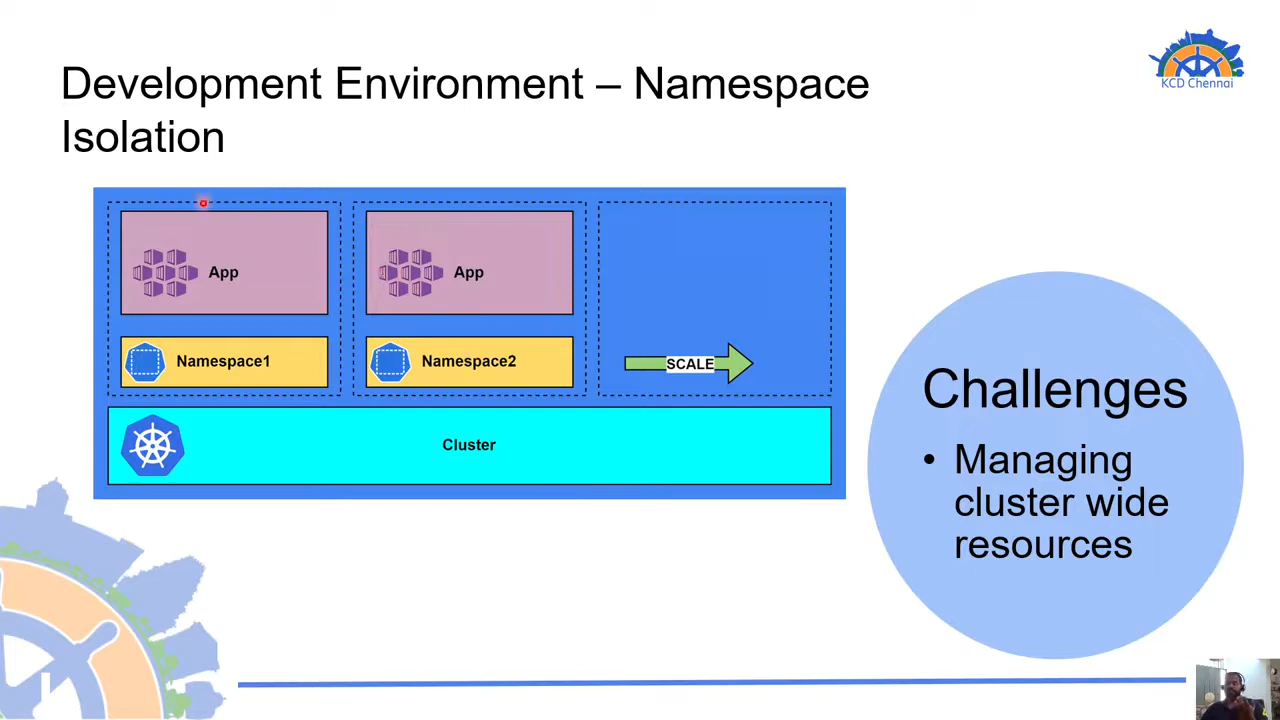 Development Environment – Namespace
Isolation
KCD Chennai
App
App
Namespace1
Namespace2
SCALE
Cluster
Challenges
• Managing
cluster wide
resources